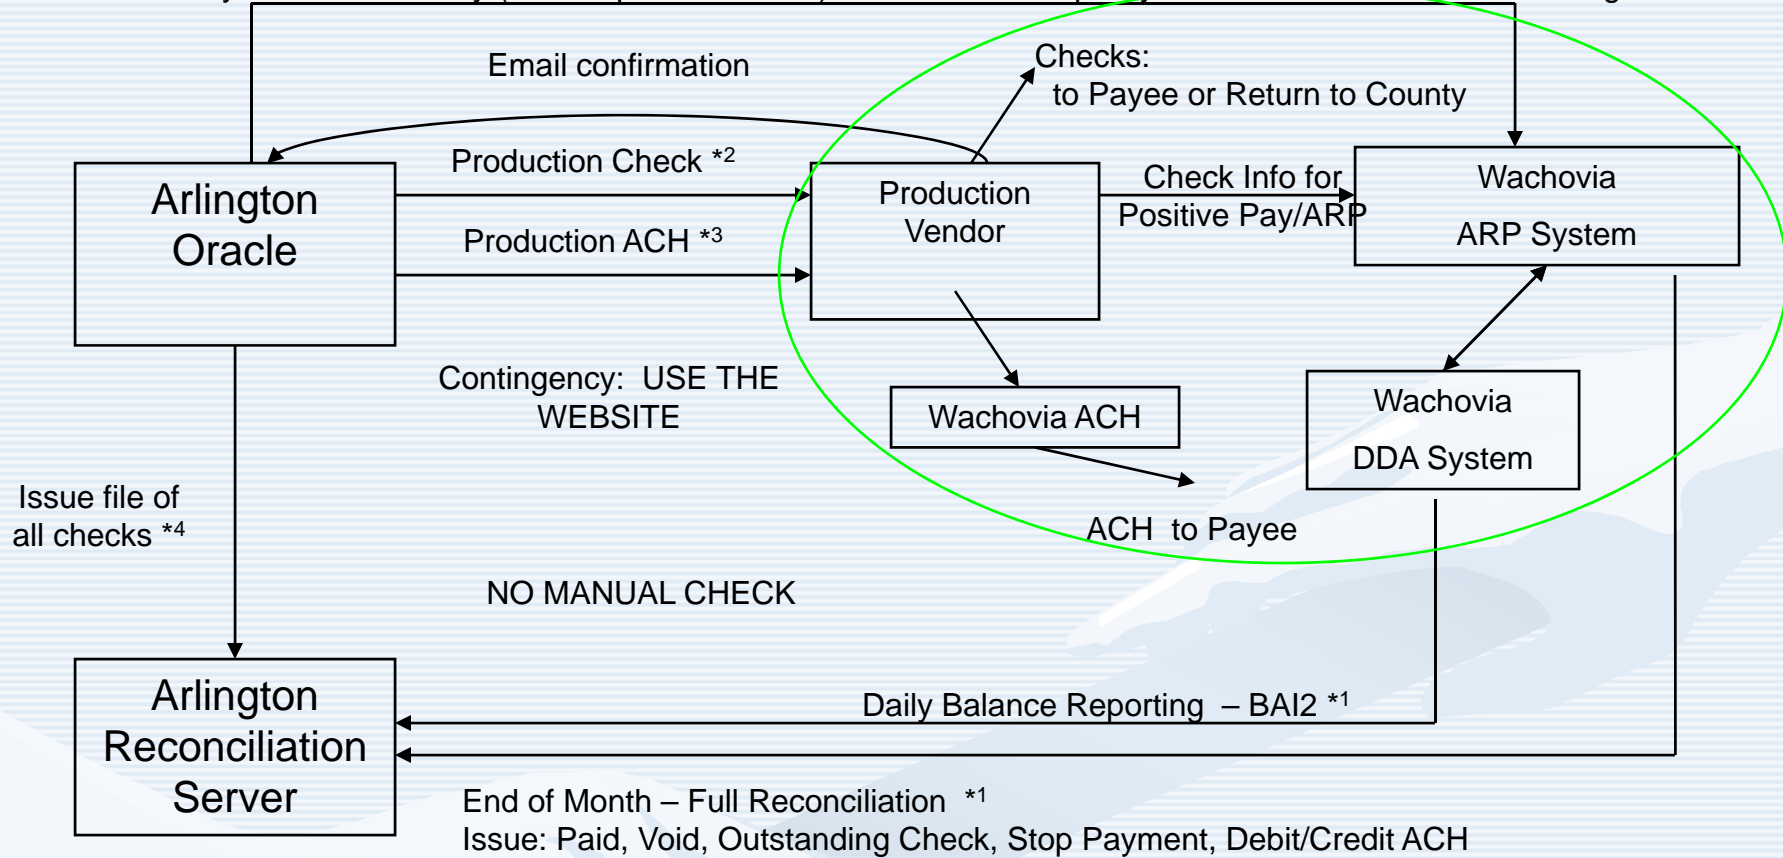 Email confirmation
Checks:
to Payee or Return to County
Production Check *2
Arlington
Oracle
Production ACH *3
Production
Vendor
Check Info for
Positive Pay/ARP
Wachovia
ARP System
Contingency: USE THE
WEBSITE
Wachovia ACH
Wachovia
DDA System
Issue file of
all checks *4
ACH to Payee
NO MANUAL CHECK
Arlington
Reconciliation
Server
Daily Balance Reporting – BAI2 *1
End of Month – Full Reconciliation *1
Issue: Paid, Void, Outstanding Check, Stop Payment, Debit/Credit ACH